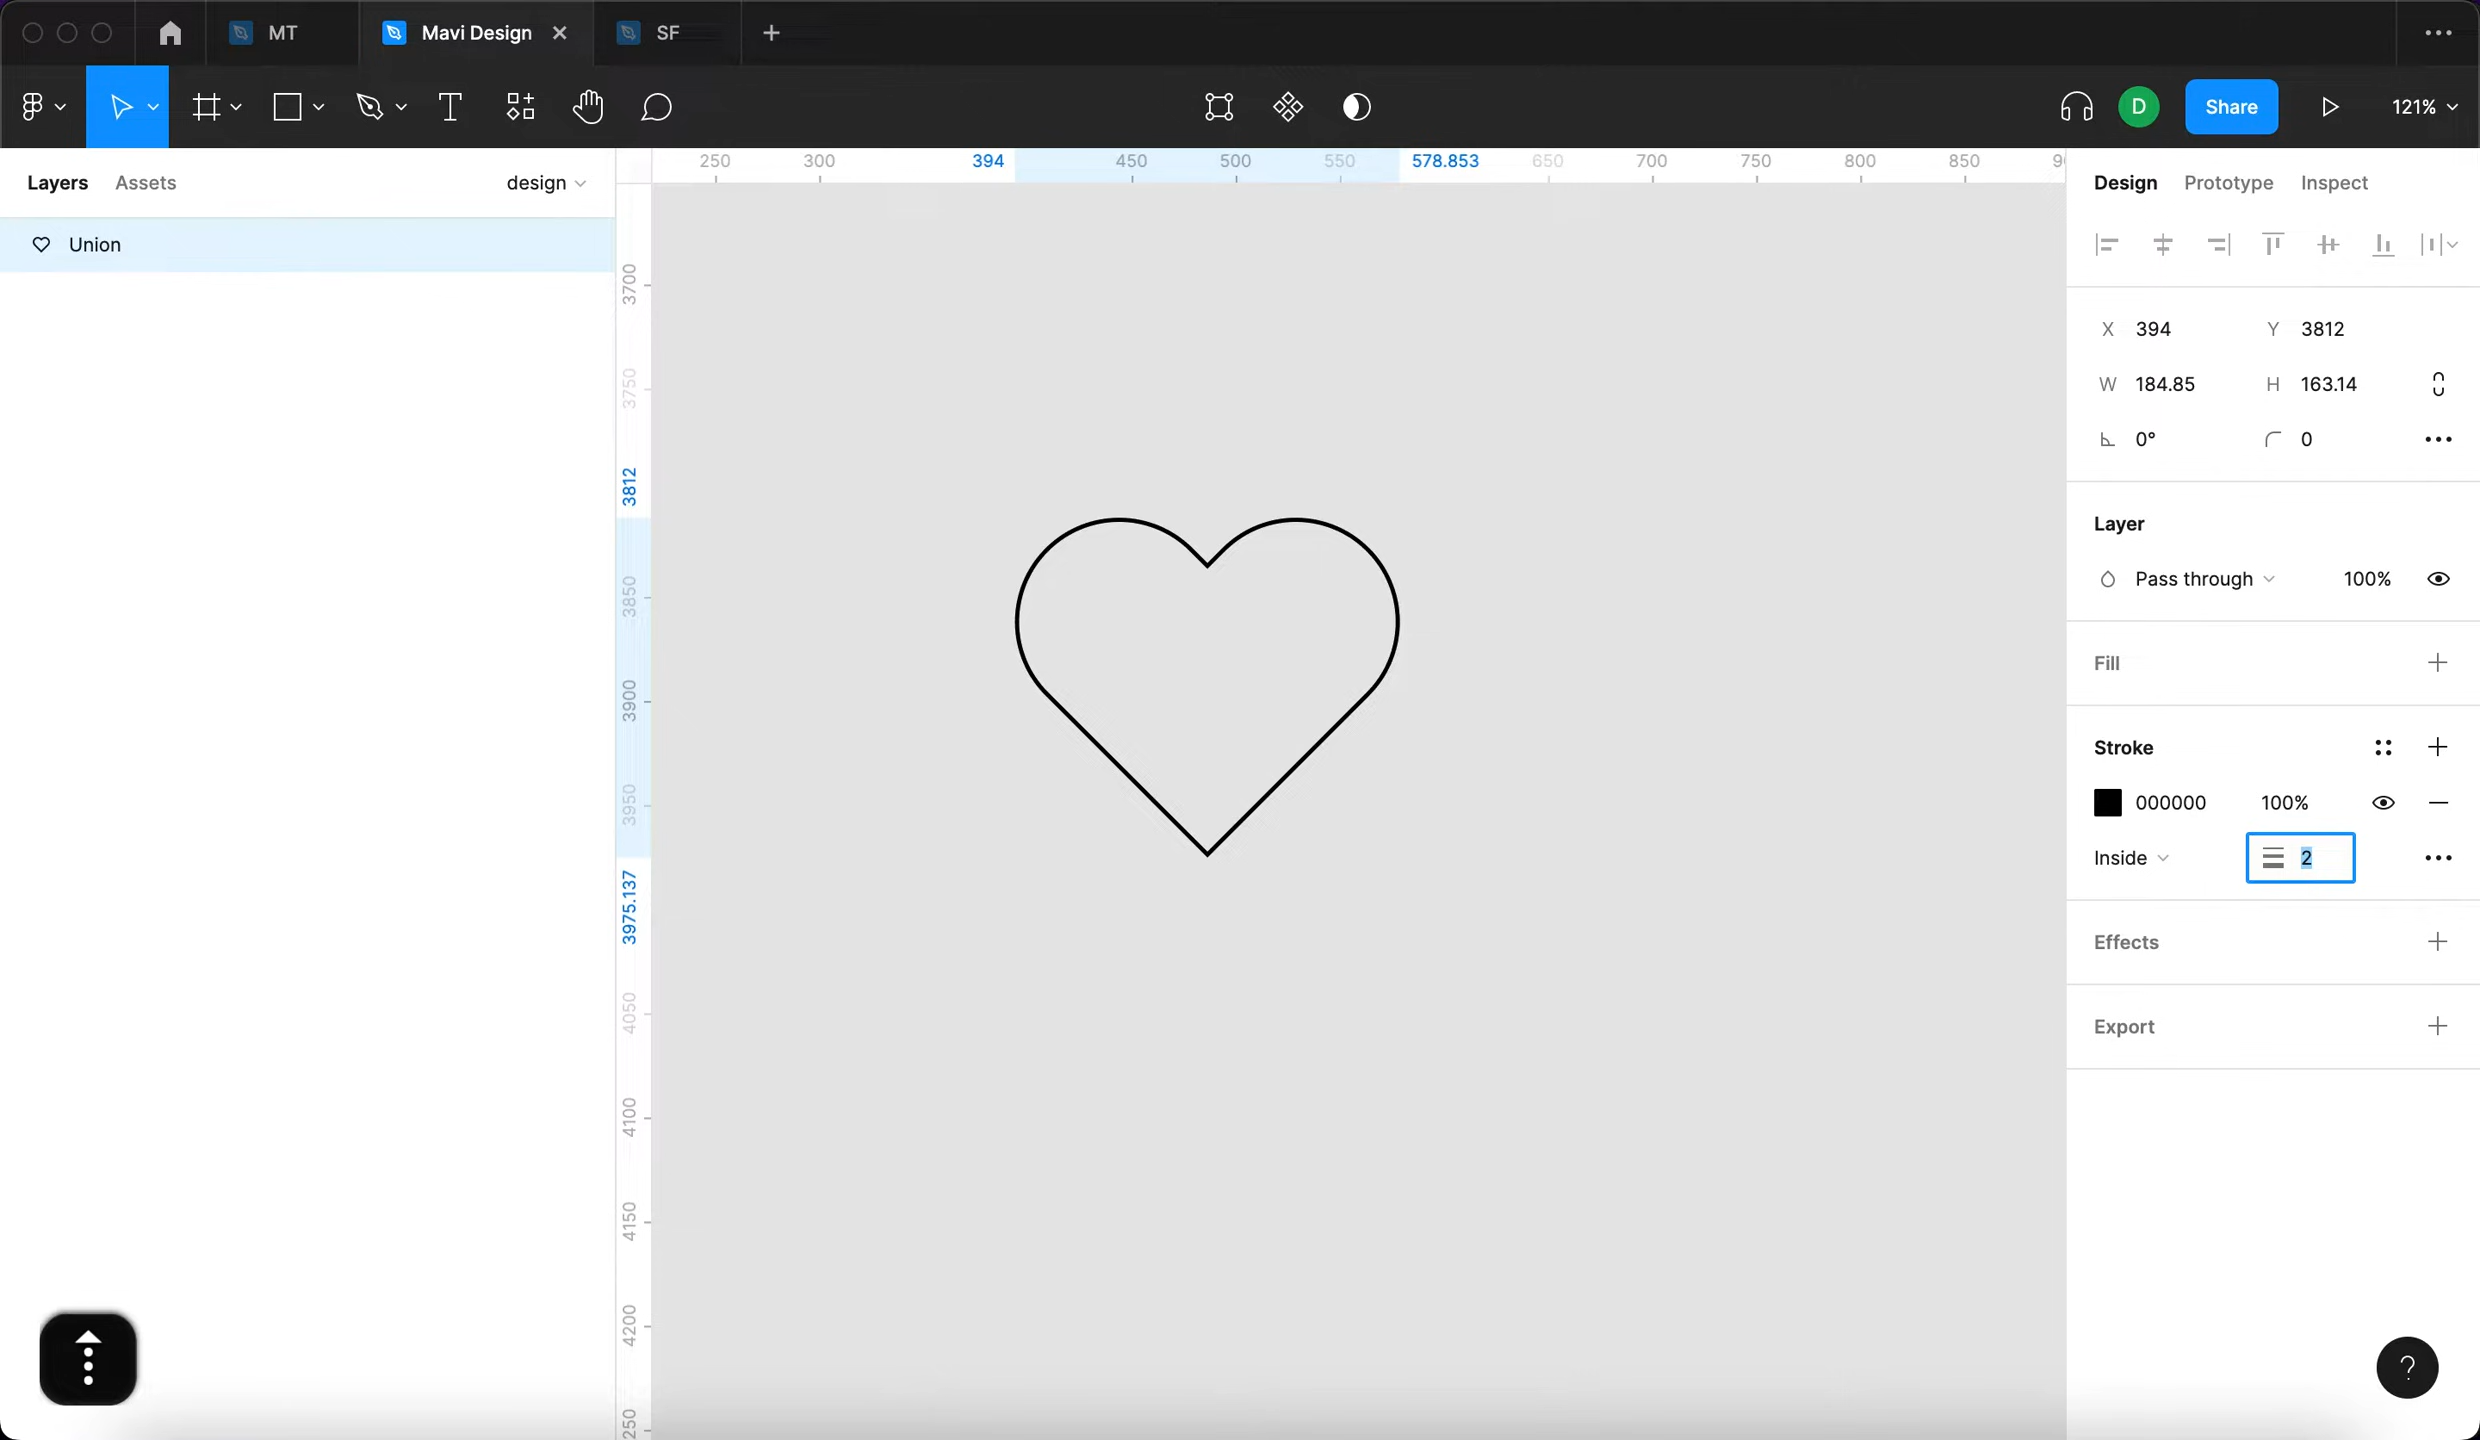 MT
Mavi Design
SF
D
Share
121%
Layers
Assets
design
Union
250 300 394 450 500 550 578.853 650 700 750 800 850
3700
3750
3812
3850
3900
3950
3975.137
4050
4100
4150
4200
Design
Prototype
Inspect
X 394 Y 3812
W 184.85 H 163.14
0° 0
Layer
Pass through 100%
Fill
Stroke
000000 100%
Inside 2
Effects
Export
?